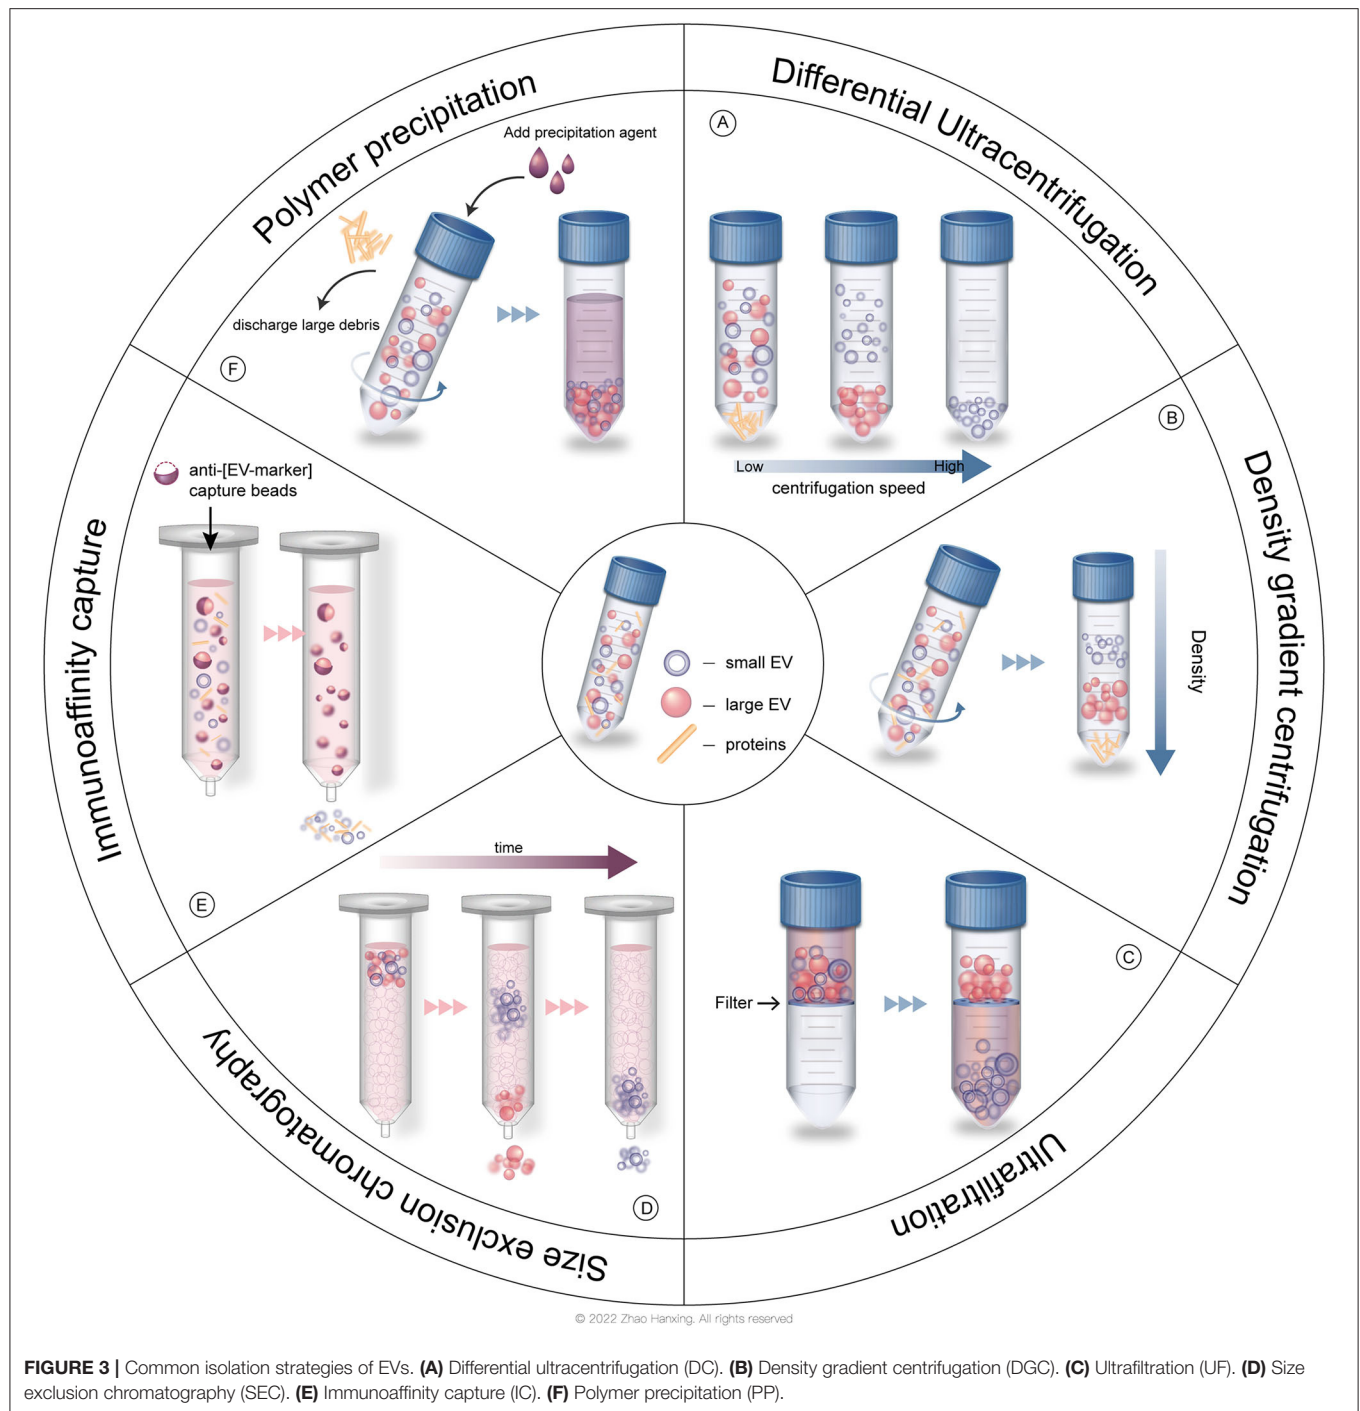 Polymer precipitation
Differential Ultracentrifugation
Add precipitation agent
discharge large debris
F
A
Low
High
centrifugation speed
B
Density gradient centrifugation
Density
anti-[EV-marker]
capture beads
Immunoaffinity capture
E
small EV
large EV
proteins
time
Size exclusion chromatography
D
Filter
C
Ultrafiltration
© 2022 Zhao Hanxing. All rights reserved
FIGURE 3 | Common isolation strategies of EVs. (A) Differential ultracentrifugation (DC). (B) Density gradient centrifugation (DGC). (C) Ultrafiltration (UF). (D) Size
exclusion chromatography (SEC). (E) Immunoaffinity capture (IC). (F) Polymer precipitation (PP).